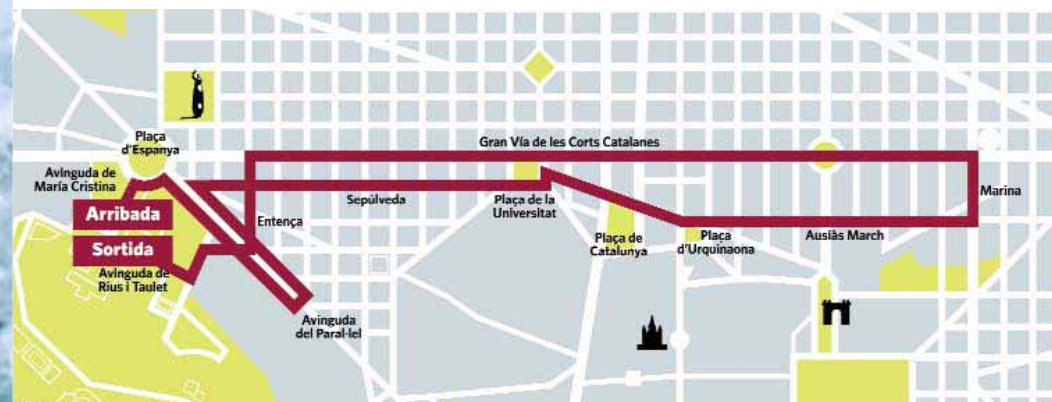 Plaça
d'Espanya
Gran Vía de les Corts Catalanes
Avinguda de
María Cristina
Marina
Sepúlveda
Plaça de la
Universitat
Arribada
Entença
Sortida
Plaça de
Catalunya
Plaça
d'Urquinaona
Ausiàs March
Avinguda de
Rius i Taulet
Avinguda
del Paral·lel